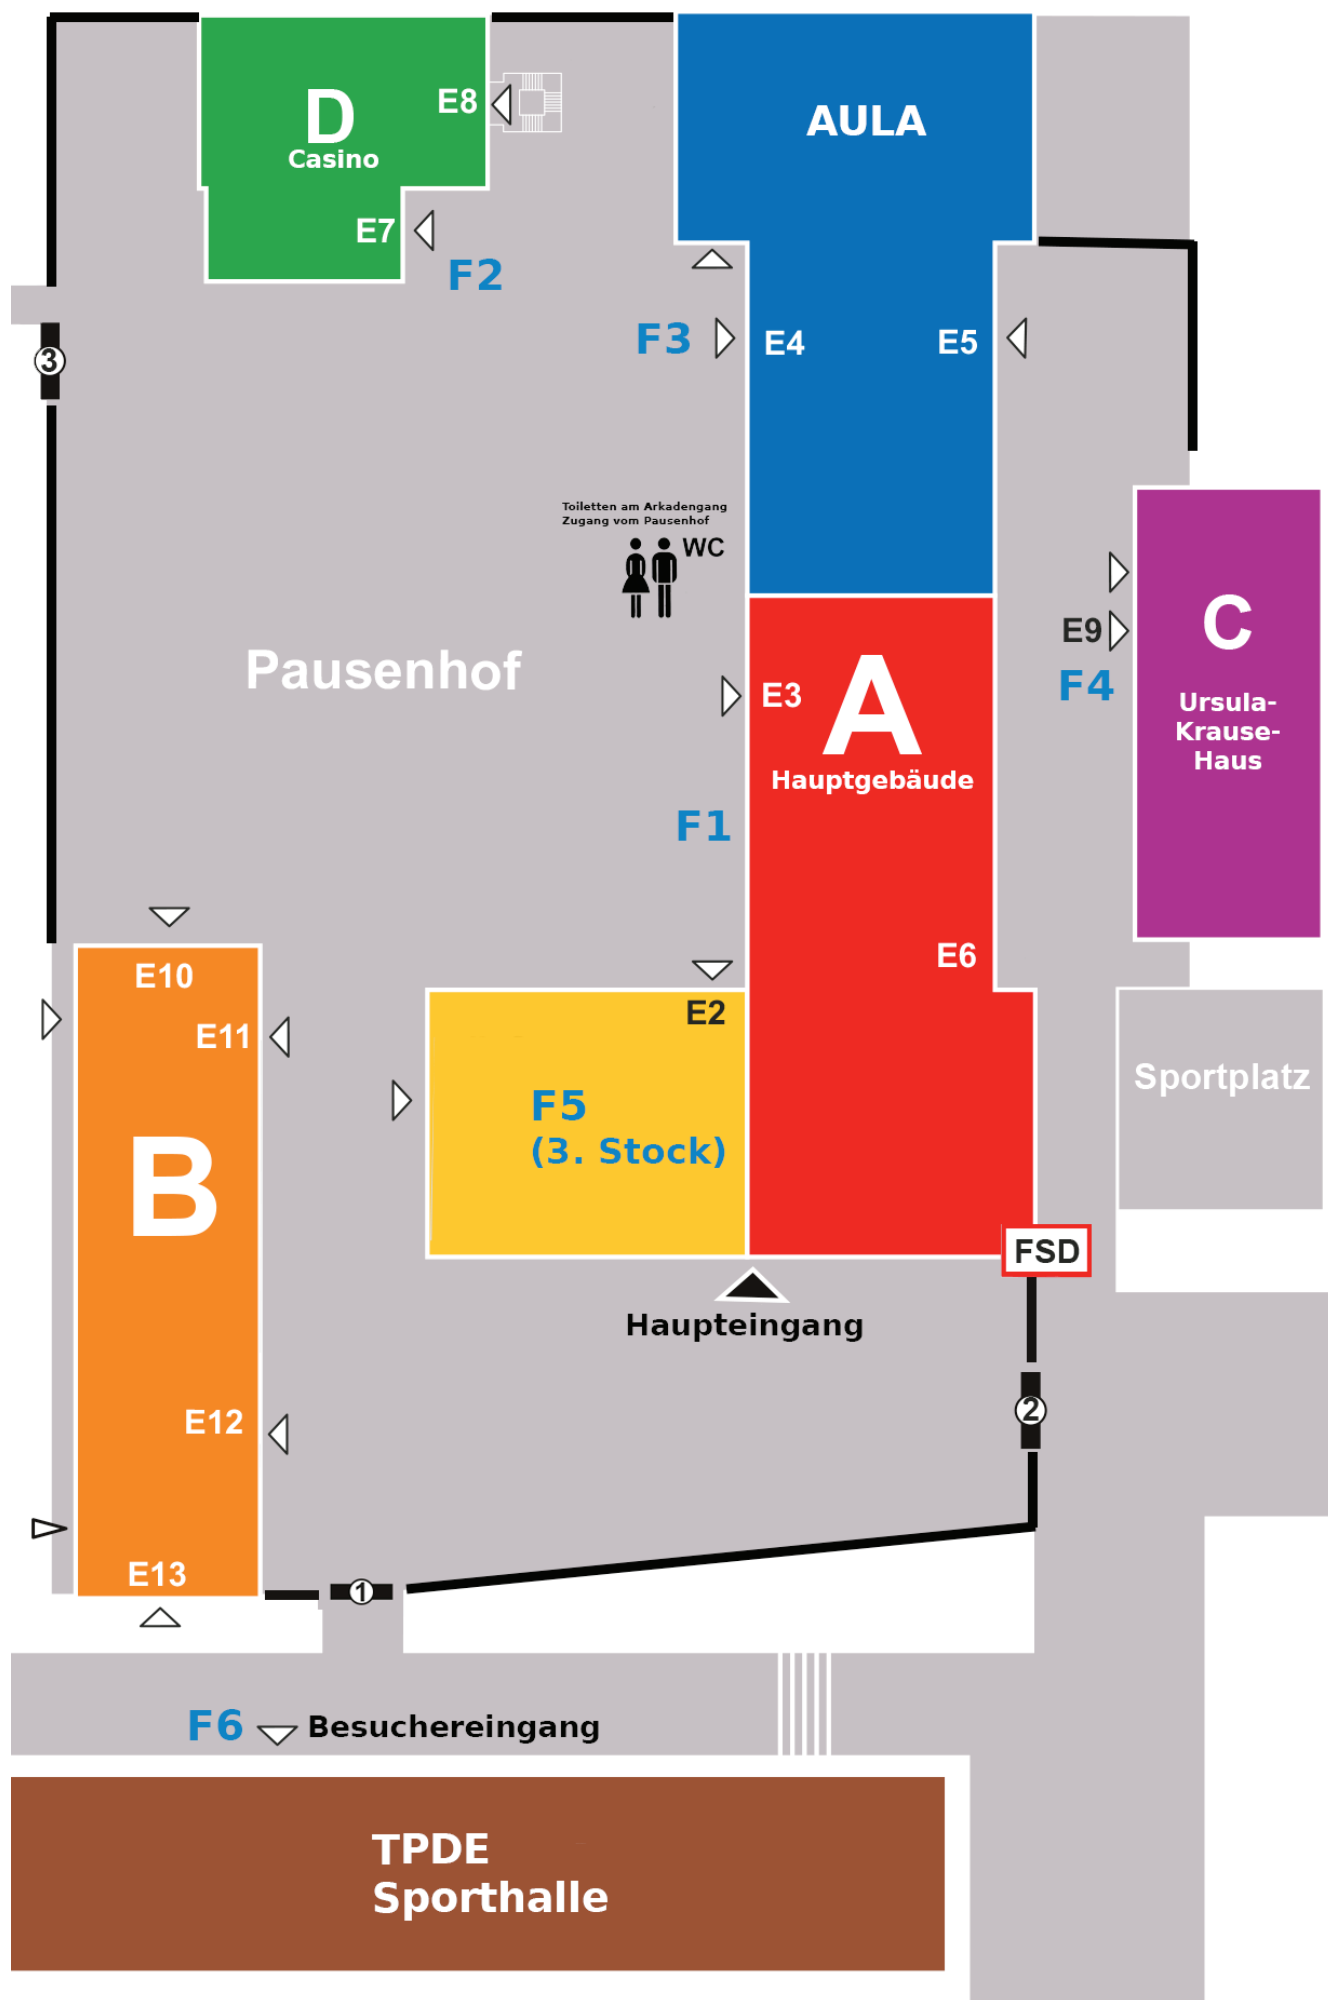 D
Casino
E8
AULA
E7
F2
3
F3
E4
E5
Toiletten am Arkadengang
Zugang vom Pausenhof
WC
Pausenhof
E3
A
Hauptgebäude
E9
F4
C
Ursula-
Krause-
Haus
F1
E6
E10
E11
E2
B
F5
(3. Stock)
Sportplatz
FSD
Haupteingang
E12
2
E13
1
F6
Besuchereingang
TPDE
Sporthalle